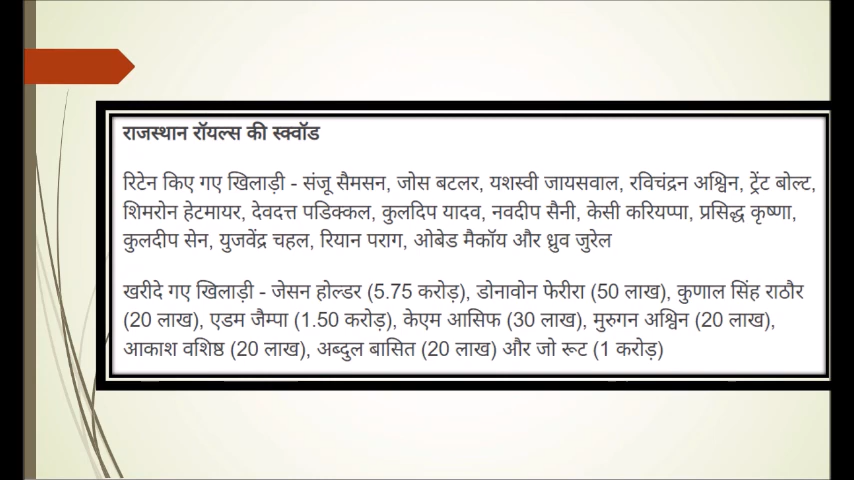 राजस्थान रॉयल्स की स्क्वॉड
रिटेन किए गए खिलाड़ी - संजू सैमसन, जोस बटलर, यशस्वी जायसवाल, रविचंद्रन अश्विन, ट्रेंट बोल्ट,
शिमरोन हेटमायर, देवदत्त पडिक्कल, कुलदिप यादव, नवदीप सैनी, केसी करियप्पा, प्रसिद्ध कृष्णा,
कुलदीप सेन, युजवेंद्र चहल, रियान पराग, ओबेड मैकॉय और ध्रुव जुरेल
खरीदे गए खिलाड़ी - जेसन होल्डर (5.75 करोड़), डोनावोन फेरीरा (50 लाख), कुणाल सिंह राठौर
(20 लाख), एडम जैम्पा (1.50 करोड़), केएम आसिफ (30 लाख), मुरुगन अश्विन (20 लाख),
आकाश वशिष्ठ (20 लाख), अब्दुल बासित (20 लाख) और जो रूट (1 करोड़)